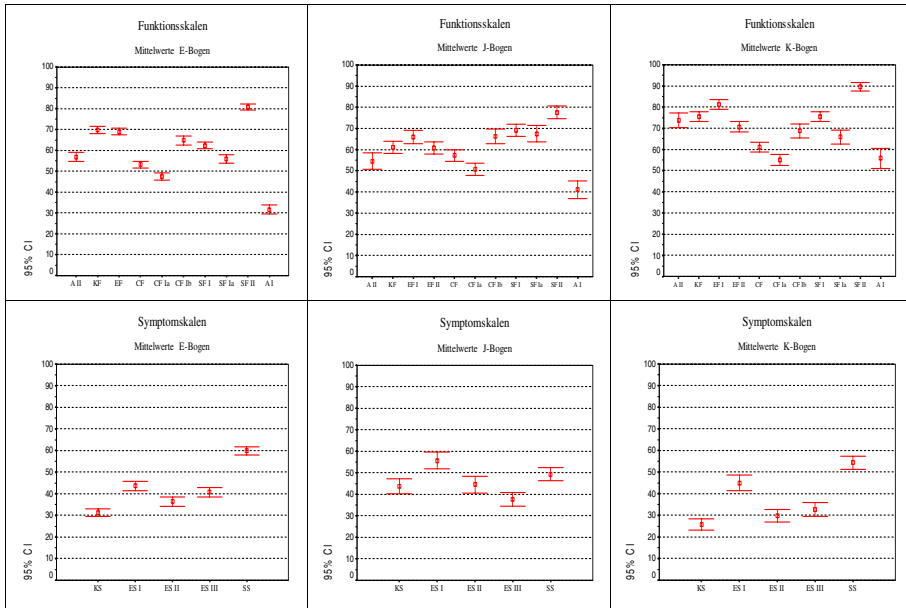 Funktionsskalen
Mittelwerte E-Bogen
100
90
80
70
60
50
40
30
20
10
0
95% CI
A II KF EF CF CF Ia CF Ib SF I SF Ia SF II A I
Funktionsskalen
Mittelwerte J-Bogen
100
90
80
70
60
50
40
30
20
10
0
95% CI
A II KF EF I EF II CF CF Ia CF Ib SF I SF Ia SF II A I
Funktionsskalen
Mittelwerte K-Bogen
100
90
80
70
60
50
40
30
20
10
0
95% CI
A II KF EF I EF II CF CF Ia CF Ib SF I SF Ia SF II A I
Symptomskalen
Mittelwerte E-Bogen
100
90
80
70
60
50
40
30
20
10
0
95% CI
KS ES I ES II ES III SS
Symptomskalen
Mittelwerte J-Bogen
100
90
80
70
60
50
40
30
20
10
0
95% CI
KS ES I ES II ES III SS
Symptomskalen
Mittelwerte K-Bogen
100
90
80
70
60
50
40
30
20
10
0
95% CI
KS ES I ES II ES III SS